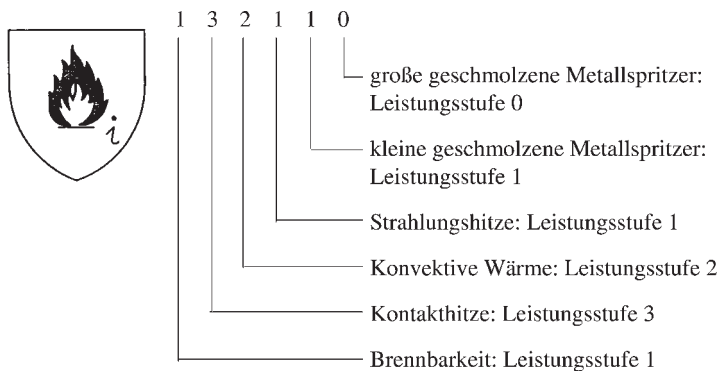 1 3 2 1 1 0
große geschmolzene Metallspritzer:
Leistungsstufe 0
kleine geschmolzene Metallspritzer:
Leistungsstufe 1
Strahlungshitze: Leistungsstufe 1
Konvektive Wärme: Leistungsstufe 2
Kontakthitze: Leistungsstufe 3
Brennbarkeit: Leistungsstufe 1
i